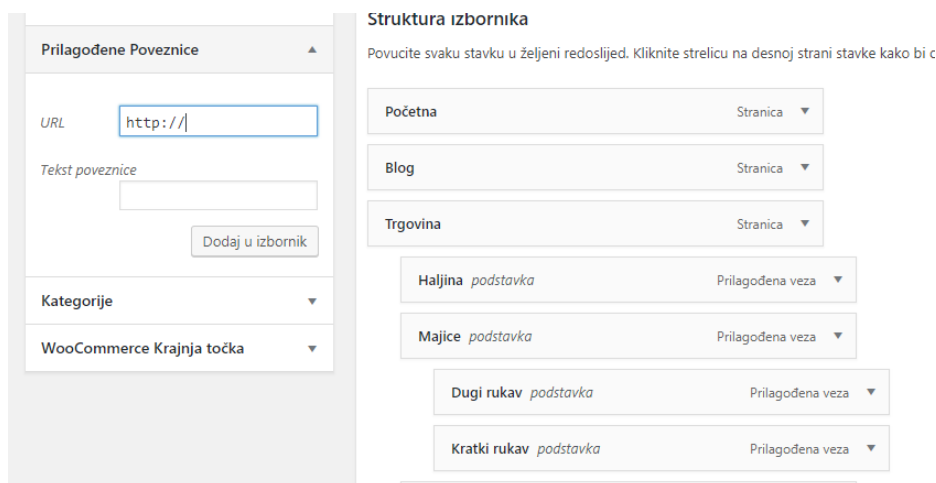 Prilagođene Poveznice
URL
http://
Tekst poveznice
Dodaj u izbornik
Kategorije
WooCommerce Krajnja točka
Struktura izbornika
Povucite svaku stavku u željeni redoslijed. Kliknite strelicu na desnoj strani stavke kako bi
Početna Stranica
Blog Stranica
Trgovina Stranica
Haljina podstavka Prilagođena veza
Majice podstavka Prilagođena veza
Dugi rukav podstavka Prilagođena veza
Kratki rukav podstavka Prilagođena veza